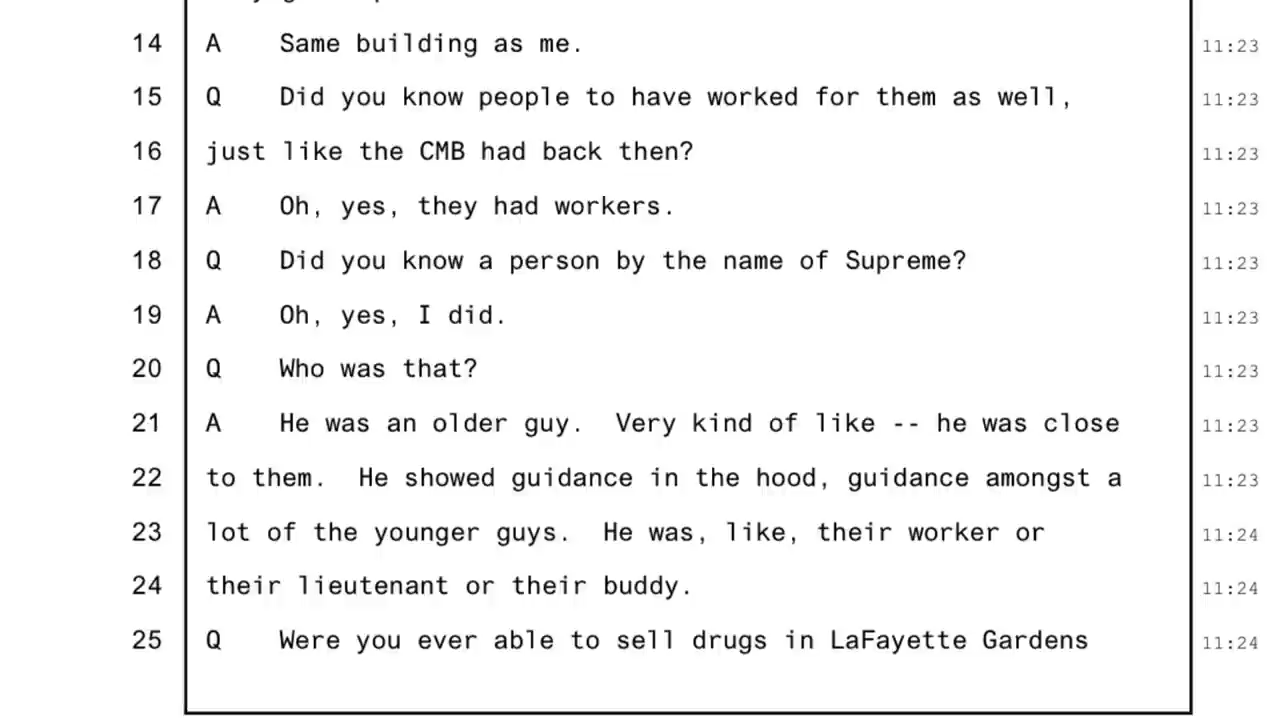 14 A Same building as me. 11:23
15 Q Did you know people to have worked for them as well, 11:23
16 just like the CMB had back then? 11:23
17 A Oh, yes, they had workers. 11:23
18 Q Did you know a person by the name of Supreme? 11:23
19 A Oh, yes, I did. 11:23
20 Q Who was that? 11:23
21 A He was an older guy. Very kind of like -- he was close 11:23
22 to them. He showed guidance in the hood, guidance amongst a 11:23
23 lot of the younger guys. He was, like, their worker or 11:24
24 their lieutenant or their buddy. 11:24
25 Q Were you ever able to sell drugs in LaFayette Gardens 11:24